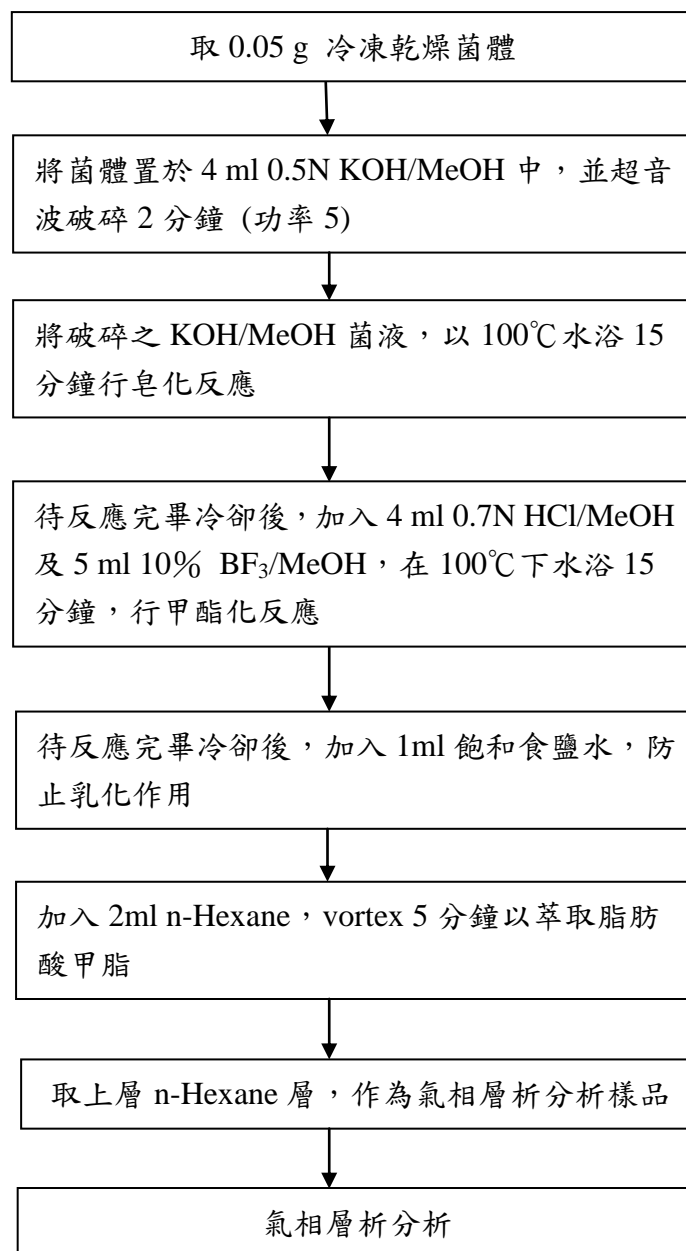 取 0.05 g 冷凍乾燥菌體
將菌體置於 4 ml 0.5N KOH/MeOH 中，並超音
波破碎 2 分鐘 (功率 5)
將破碎之 KOH/MeOH 菌液，以 100℃水浴 15
分鐘行皂化反應
待反應完畢冷卻後，加入 4 ml 0.7N HCl/MeOH
及 5 ml 10％ BF₃/MeOH，在 100℃下水浴 15
分鐘，行甲酯化反應
待反應完畢冷卻後，加入 1ml 飽和食鹽水，防
止乳化作用
加入 2ml n-Hexane，vortex 5 分鐘以萃取脂肪
酸甲脂
取上層 n-Hexane 層，作為氣相層析分析樣品
氣相層析分析